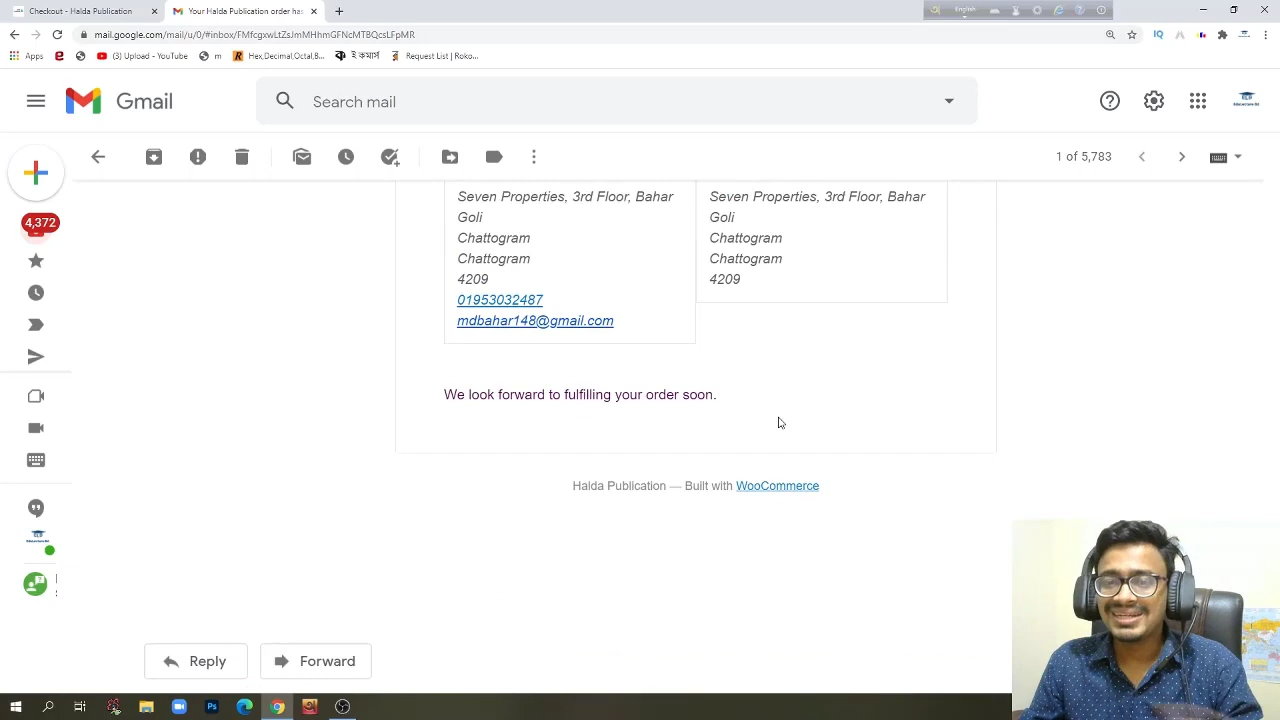 Checkout - Halda Publication
Your Halda Publication order has
English
mail.google.com/mail/u/0/#inbox/FMfcgxwLtZsJmMHhmGFNcMTBQcsLFpMR
Apps
(3) Upload - YouTube
m
Hex,Decimal,Octal,B...
ই কমার্স
Request List | Roko...
Gmail
Search mail
1 of 5,783
4,372
Seven Properties, 3rd Floor, Bahar
Goli
Chattogram
Chattogram
4209
01953032487
mdbahar148@gmail.com
Seven Properties, 3rd Floor, Bahar
Goli
Chattogram
Chattogram
4209
We look forward to fulfilling your order soon.
Halda Publication — Built with WooCommerce
Reply
Forward